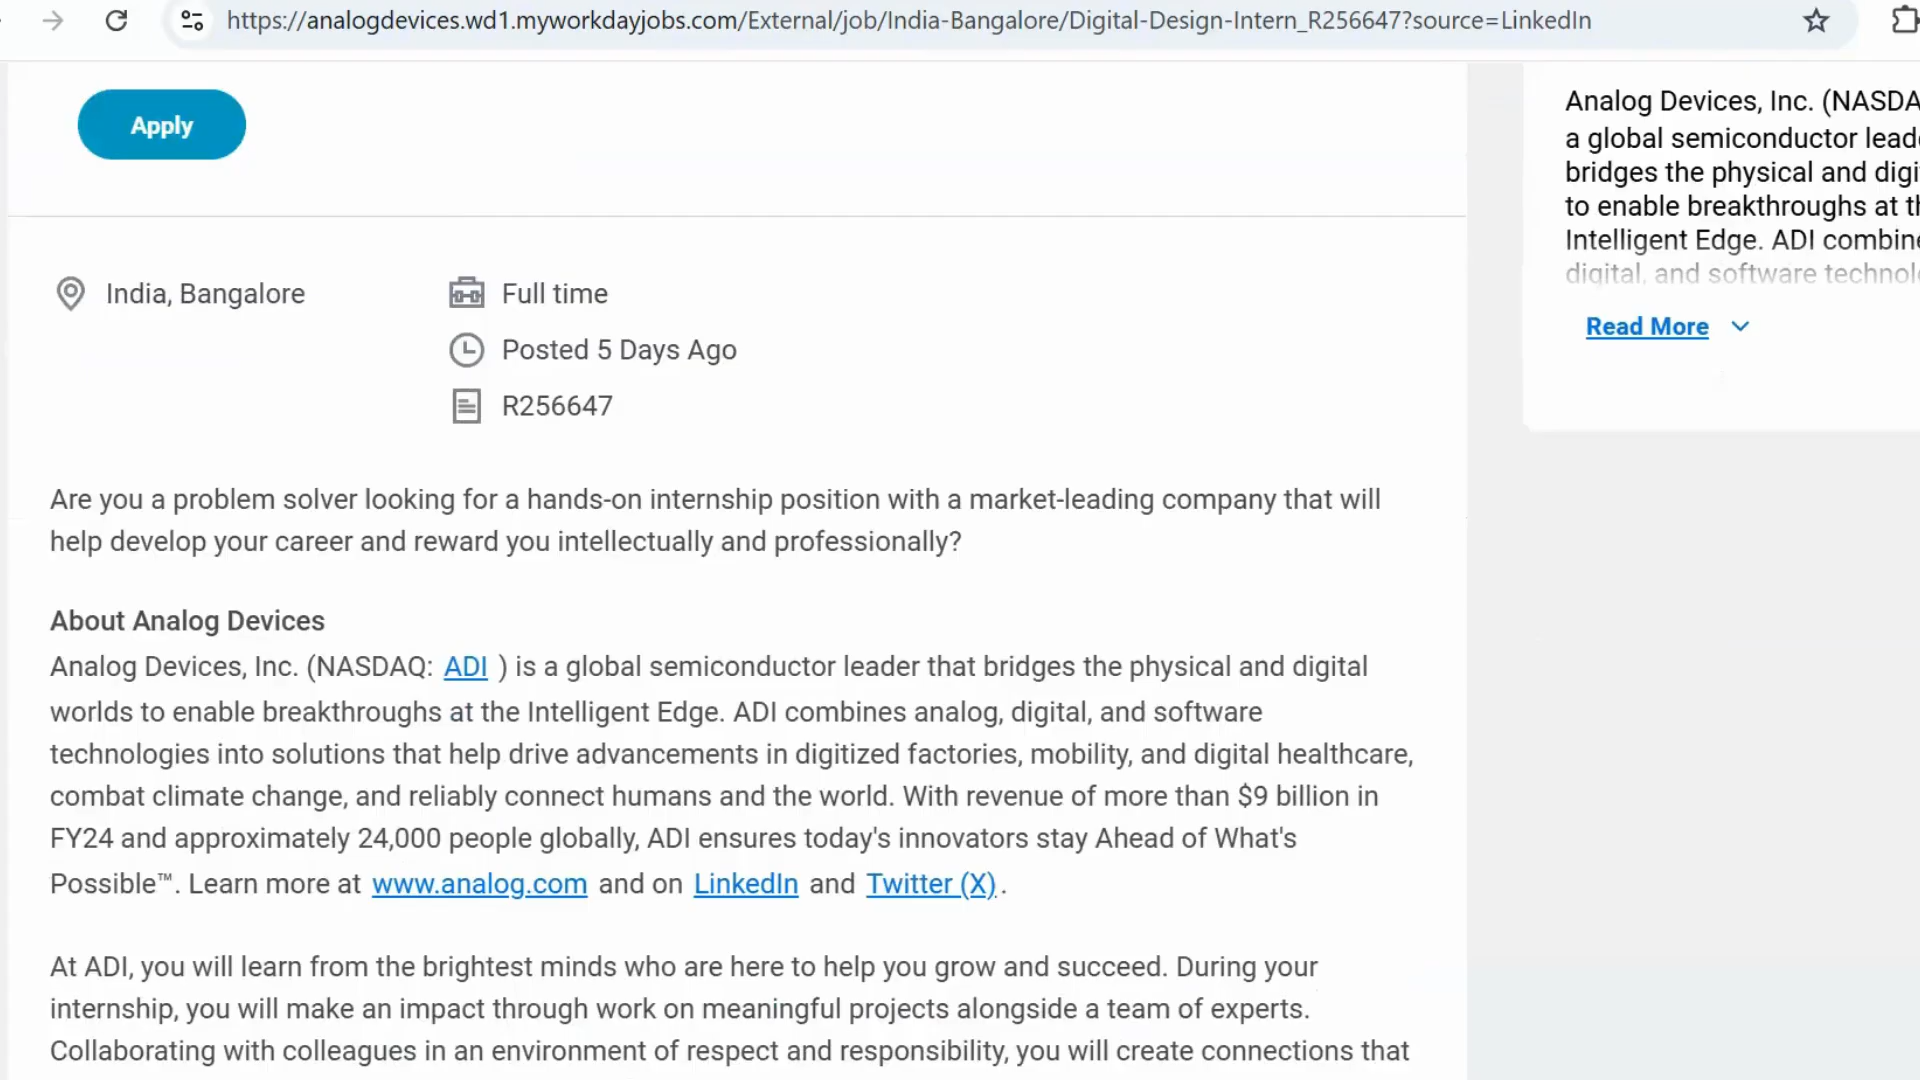 https://analogdevices.wd1.myworkdayjobs.com/External/job/India-Bangalore/Digital-Design-Intern_R256647?source=LinkedIn
Apply
India, Bangalore
Full time
Posted 5 Days Ago
R256647
Are you a problem solver looking for a hands-on internship position with a market-leading company that will
help develop your career and reward you intellectually and professionally?
About Analog Devices
Analog Devices, Inc. (NASDAQ: ADI ) is a global semiconductor leader that bridges the physical and digital
worlds to enable breakthroughs at the Intelligent Edge. ADI combines analog, digital, and software
technologies into solutions that help drive advancements in digitized factories, mobility, and digital healthcare,
combat climate change, and reliably connect humans and the world. With revenue of more than $9 billion in
FY24 and approximately 24,000 people globally, ADI ensures today's innovators stay Ahead of What's
Possible™. Learn more at www.analog.com and on LinkedIn and Twitter (X).
At ADI, you will learn from the brightest minds who are here to help you grow and succeed. During your
internship, you will make an impact through work on meaningful projects alongside a team of experts.
Collaborating with colleagues in an environment of respect and responsibility, you will create connections that
Analog Devices, Inc. (NASDA
a global semiconductor lead
bridges the physical and digi
to enable breakthroughs at th
Intelligent Edge. ADI combine
digital, and software technol
Read More